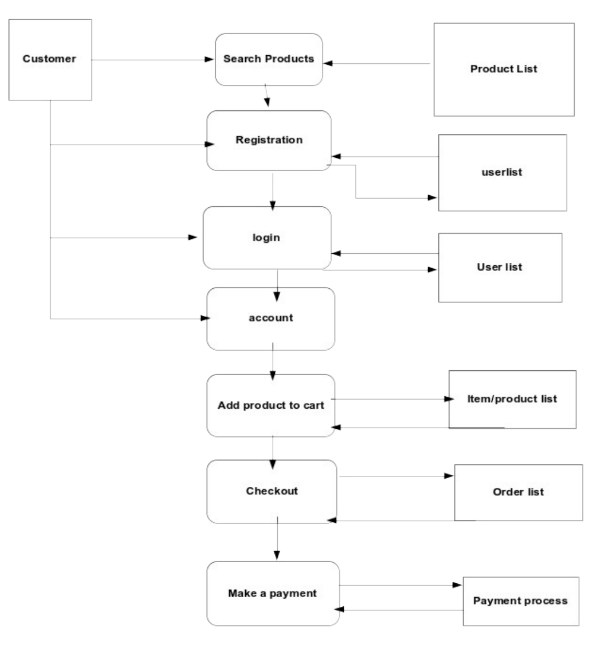 Customer
Search Products
Product List
Registration
userlist
login
User list
account
Add product to cart
Item/product list
Checkout
Order list
Make a payment
Payment process